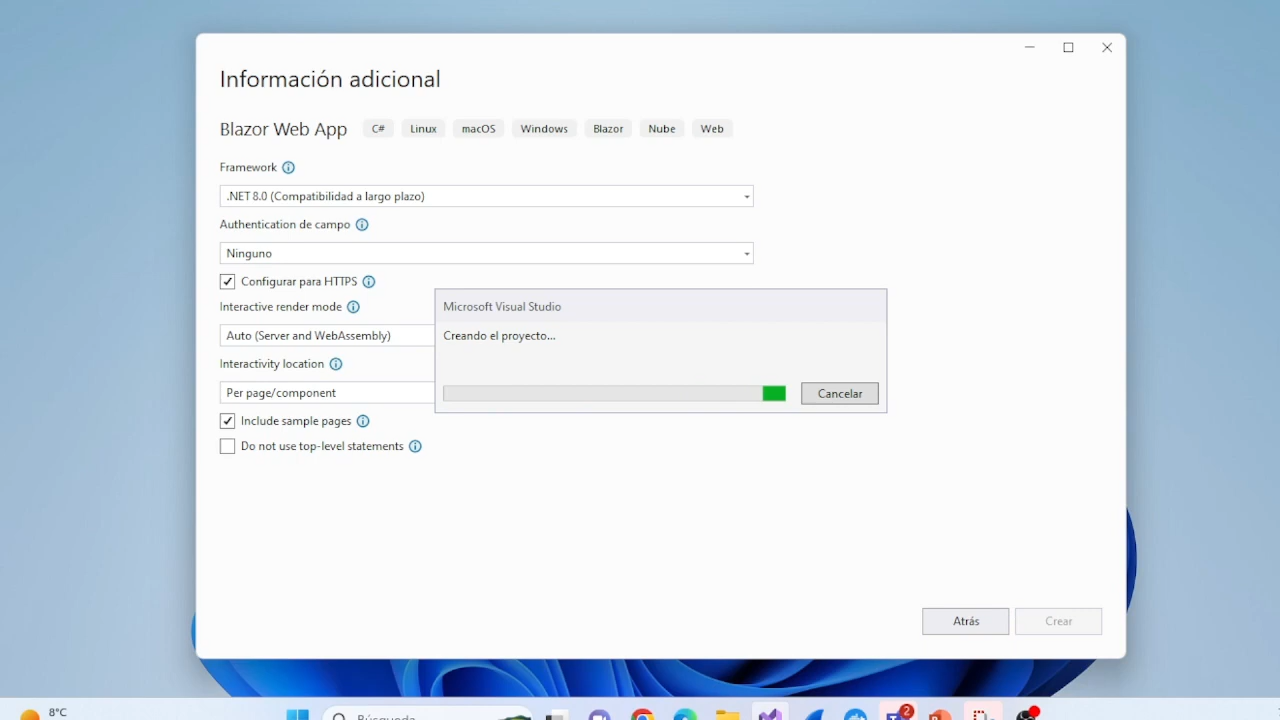 Información adicional
Blazor Web App C# Linux macOS Windows Blazor Nube Web
Framework
.NET 8.0 (Compatibilidad a largo plazo)
Authentication de campo
Ninguno
Configurar para HTTPS
Interactive render mode
Auto (Server and WebAssembly)
Interactivity location
Per page/component
Include sample pages
Do not use top-level statements
Microsoft Visual Studio
Creando el proyecto...
Cancelar
Atrás Crear
8°C
Búsqueda
2